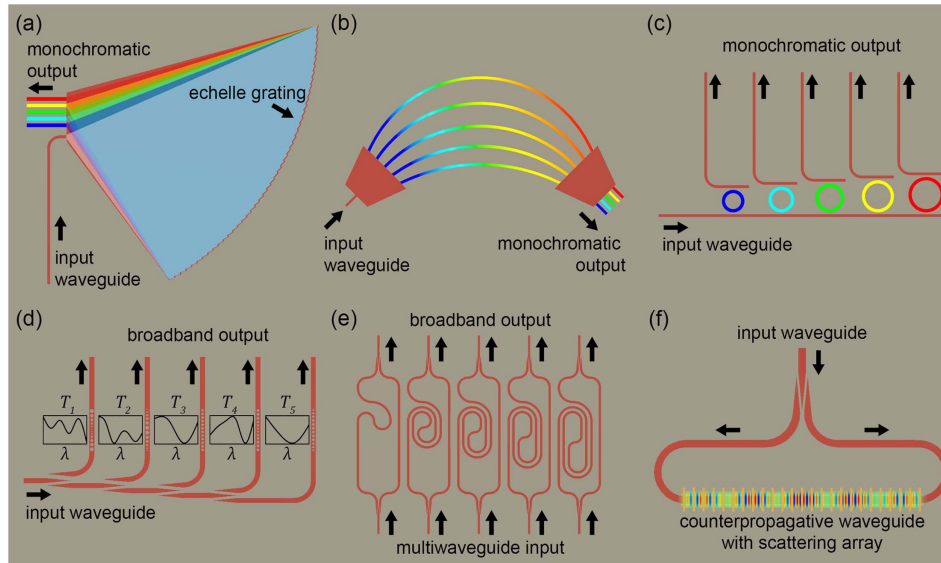 (a)
monochromatic
output
echelle grating
input
waveguide
(b)
input
waveguide
monochromatic
output
(c)
monochromatic output
input waveguide
(d)
broadband output
T₁ T₂ T₃ T₄ T₅
λ λ λ λ λ
input waveguide
(e)
broadband output
multiwaveguide input
(f)
input waveguide
counterpropagative waveguide
with scattering array